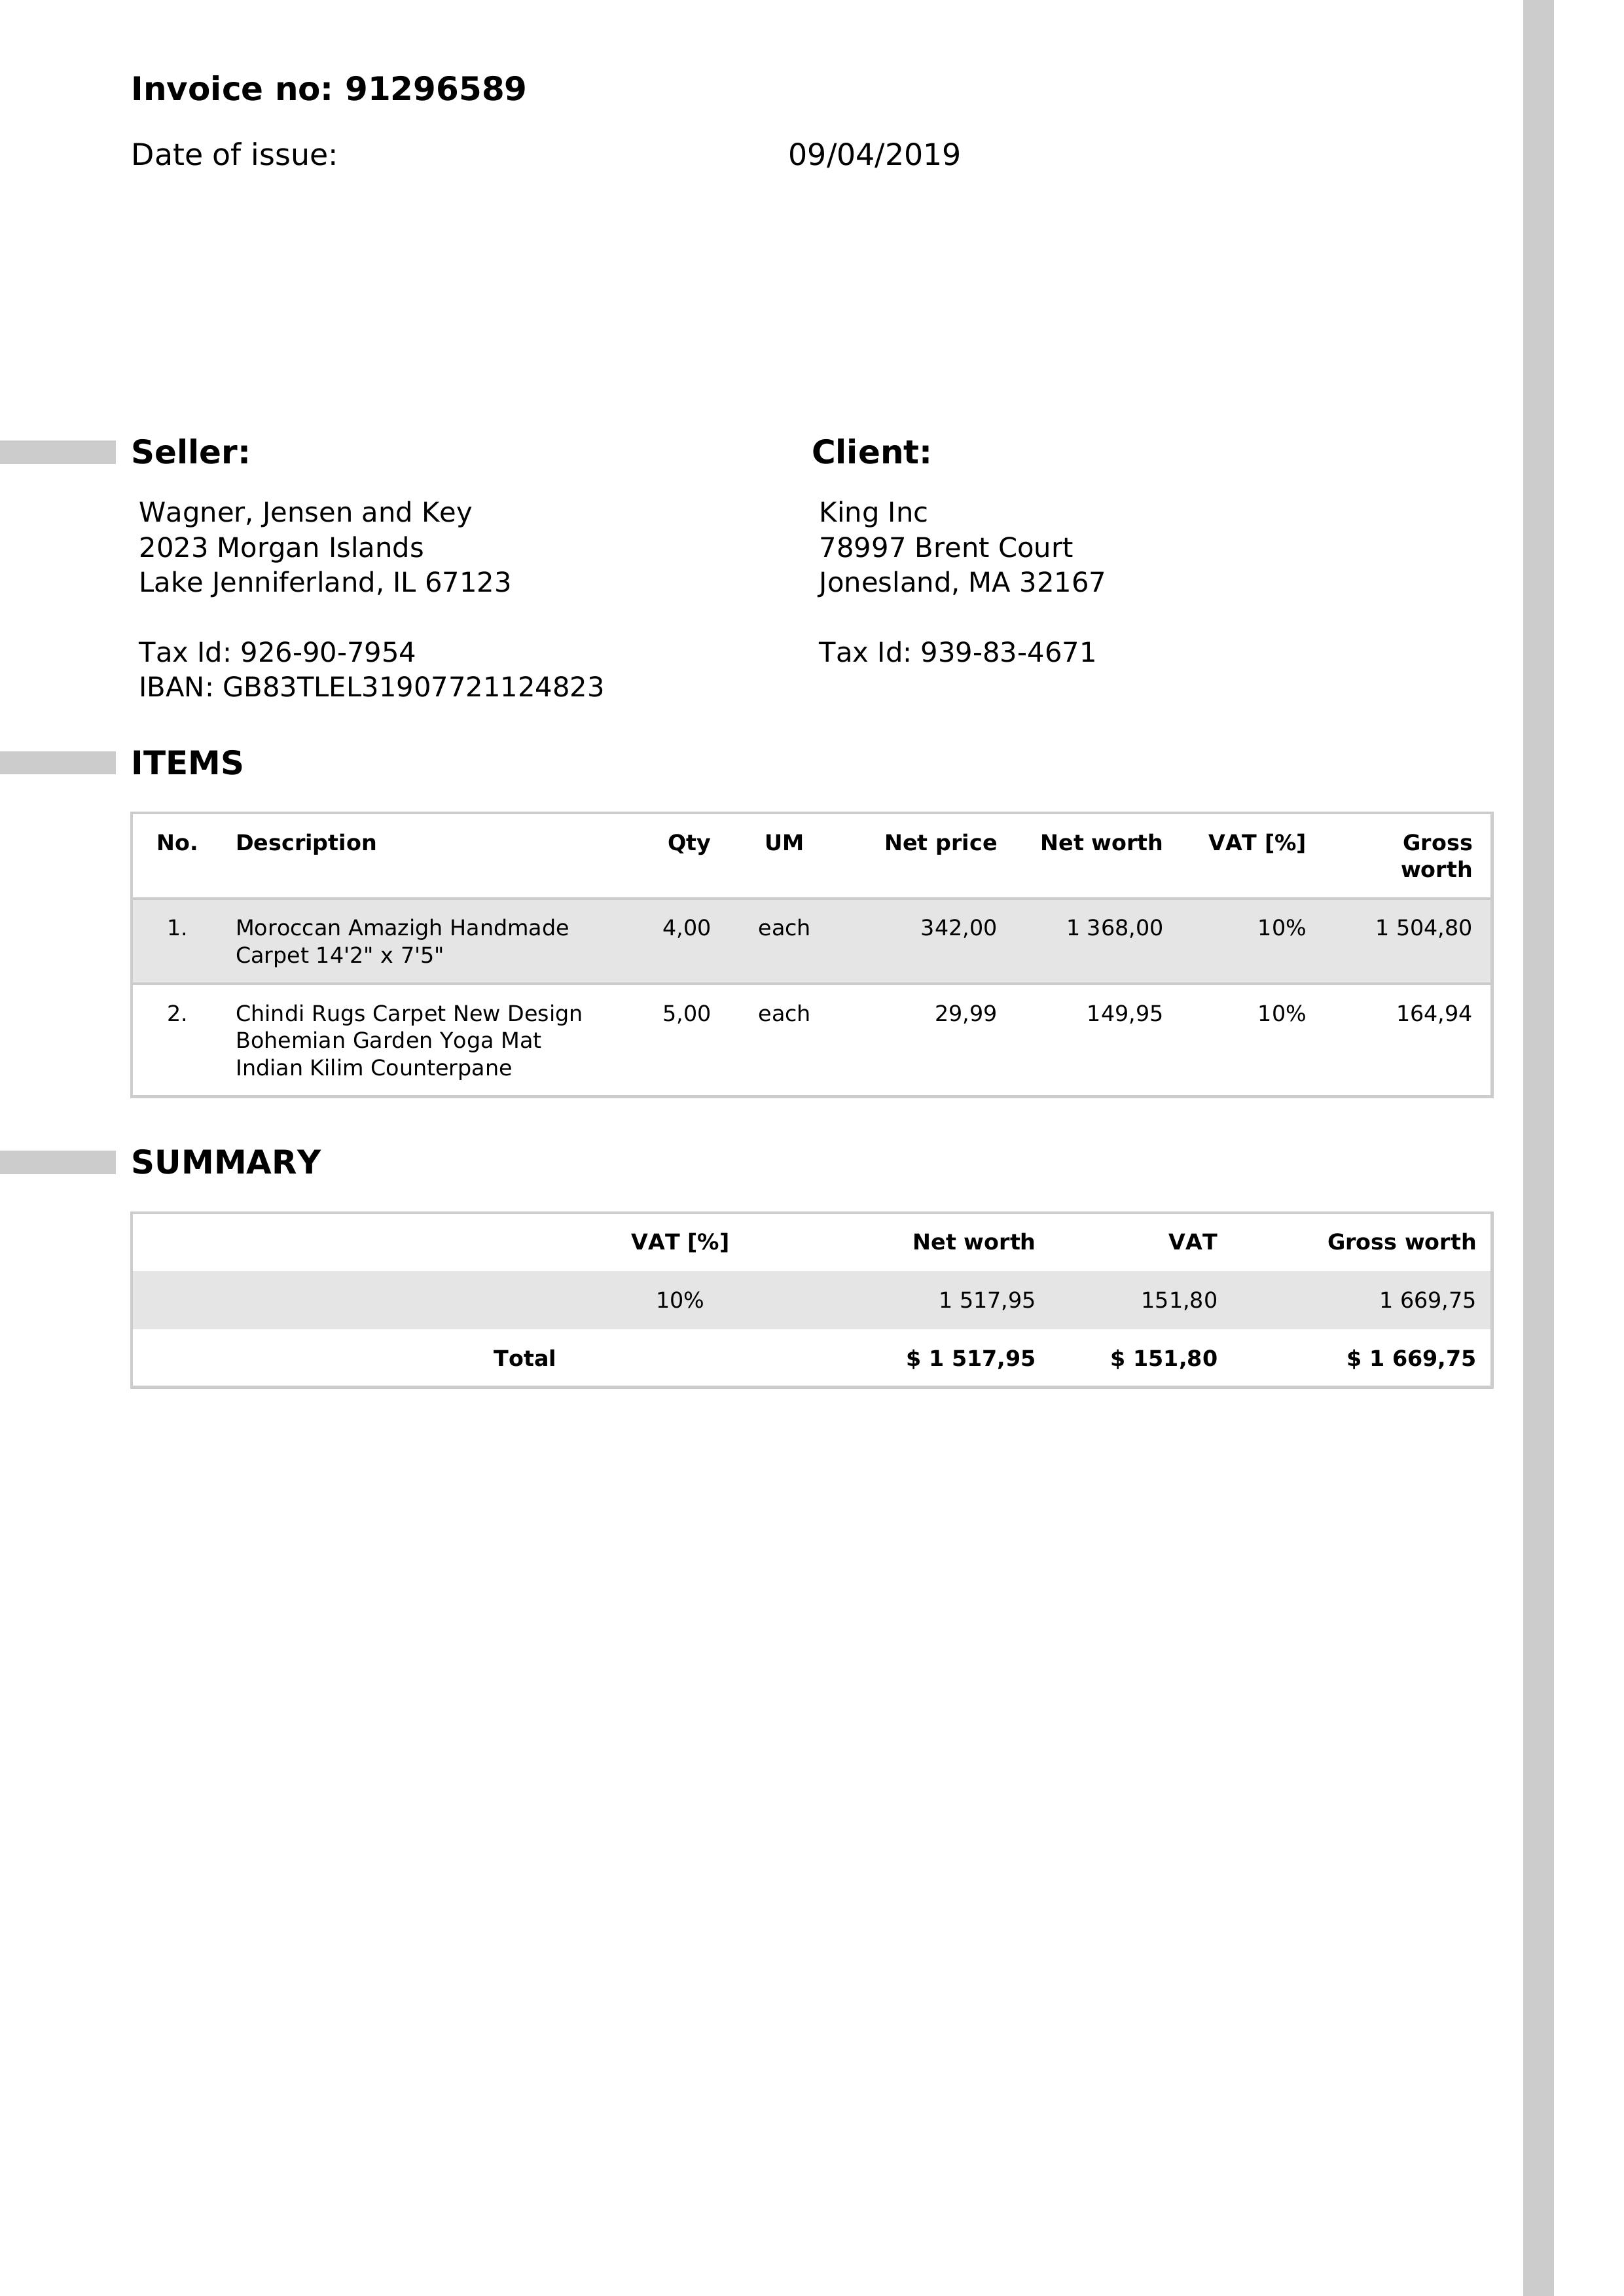 Invoice no: 91296589
Date of issue: 09/04/2019
Seller:
Wagner, Jensen and Key
2023 Morgan Islands
Lake Jenniferland, IL 67123
Tax Id: 926-90-7954
IBAN: GB83TLEL31907721124823
Client:
King Inc
78997 Brent Court
Jonesland, MA 32167
Tax Id: 939-83-4671
ITEMS
No. Description Qty UM Net price Net worth VAT [%] Gross
worth
1. Moroccan Amazigh Handmade 4,00 each 342,00 1 368,00 10% 1 504,80
Carpet 14'2" x 7'5"
2. Chindi Rugs Carpet New Design 5,00 each 29,99 149,95 10% 164,94
Bohemian Garden Yoga Mat
Indian Kilim Counterpane
SUMMARY
VAT [%] Net worth VAT Gross worth
10% 1 517,95 151,80 1 669,75
Total $ 1 517,95 $ 151,80 $ 1 669,75